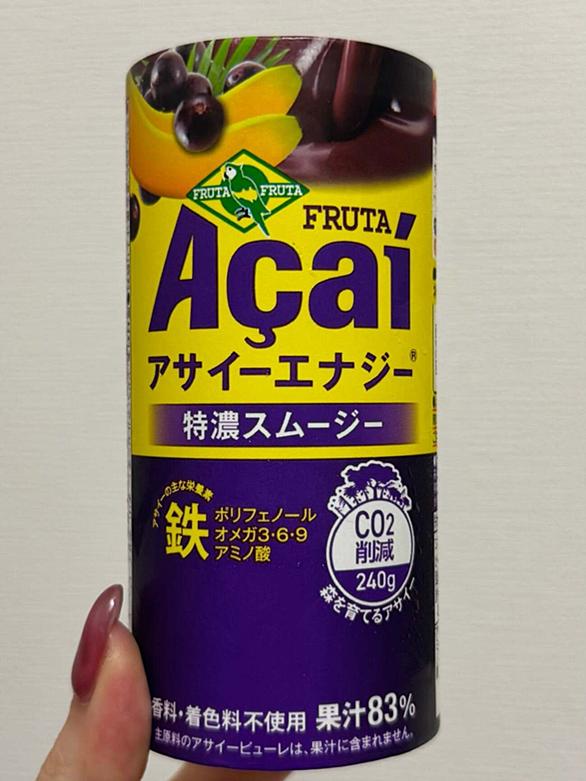 FRUTA FRUTA
FRUTA
Açaí
アサイーエナジー®
特濃スムージー
アサイーの主な栄養素
鉄
ポリフェノール
オメガ3・6・9
アミノ酸
CO2
削減
240g
森を育てるアサイー
香料・着色料不使用 果汁83%
主原料のアサイーピューレは、果汁に含まれません。